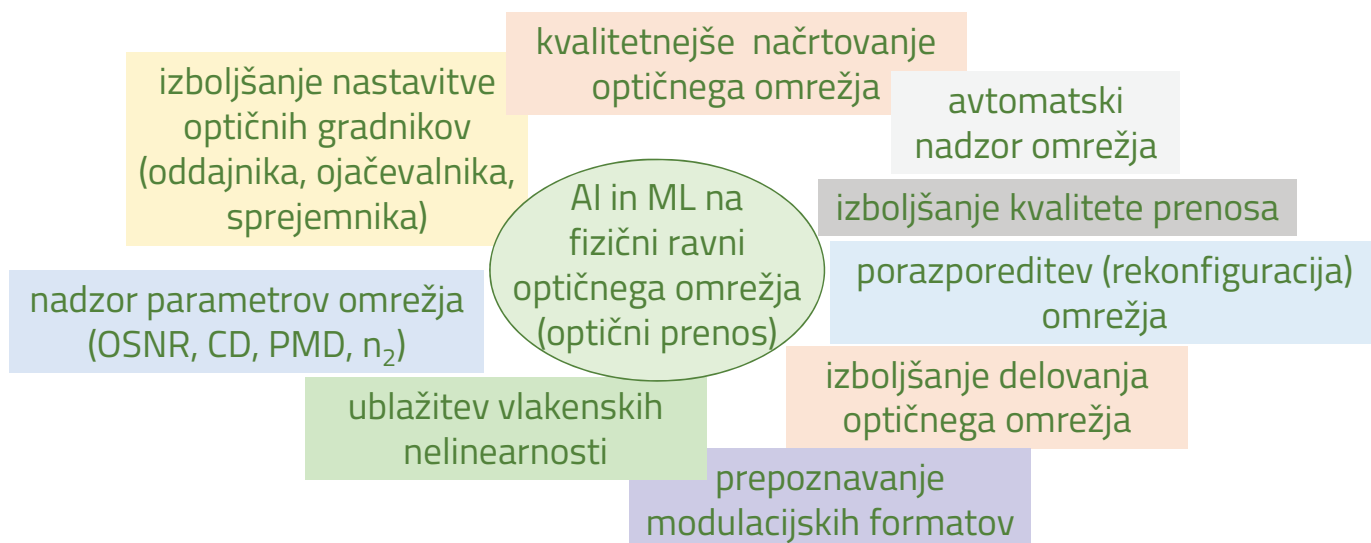 kvalitetnejše načrtovanje
optičnega omrežja
izboljšanje nastavitve
optičnih gradnikov
(oddajnika, ojačevalnika,
sprejemnika)
avtomatski
nadzor omrežja
AI in ML na
fizični ravni
optičnega omrežja
(optični prenos)
izboljšanje kvalitete prenosa
porazporeditev (rekonfiguracija)
omrežja
nadzor parametrov omrežja
(OSNR, CD, PMD, n₂)
izboljšanje delovanja
optičnega omrežja
ublažitev vlakenskih
nelinearnosti
prepoznavanje
modulacijskih formatov